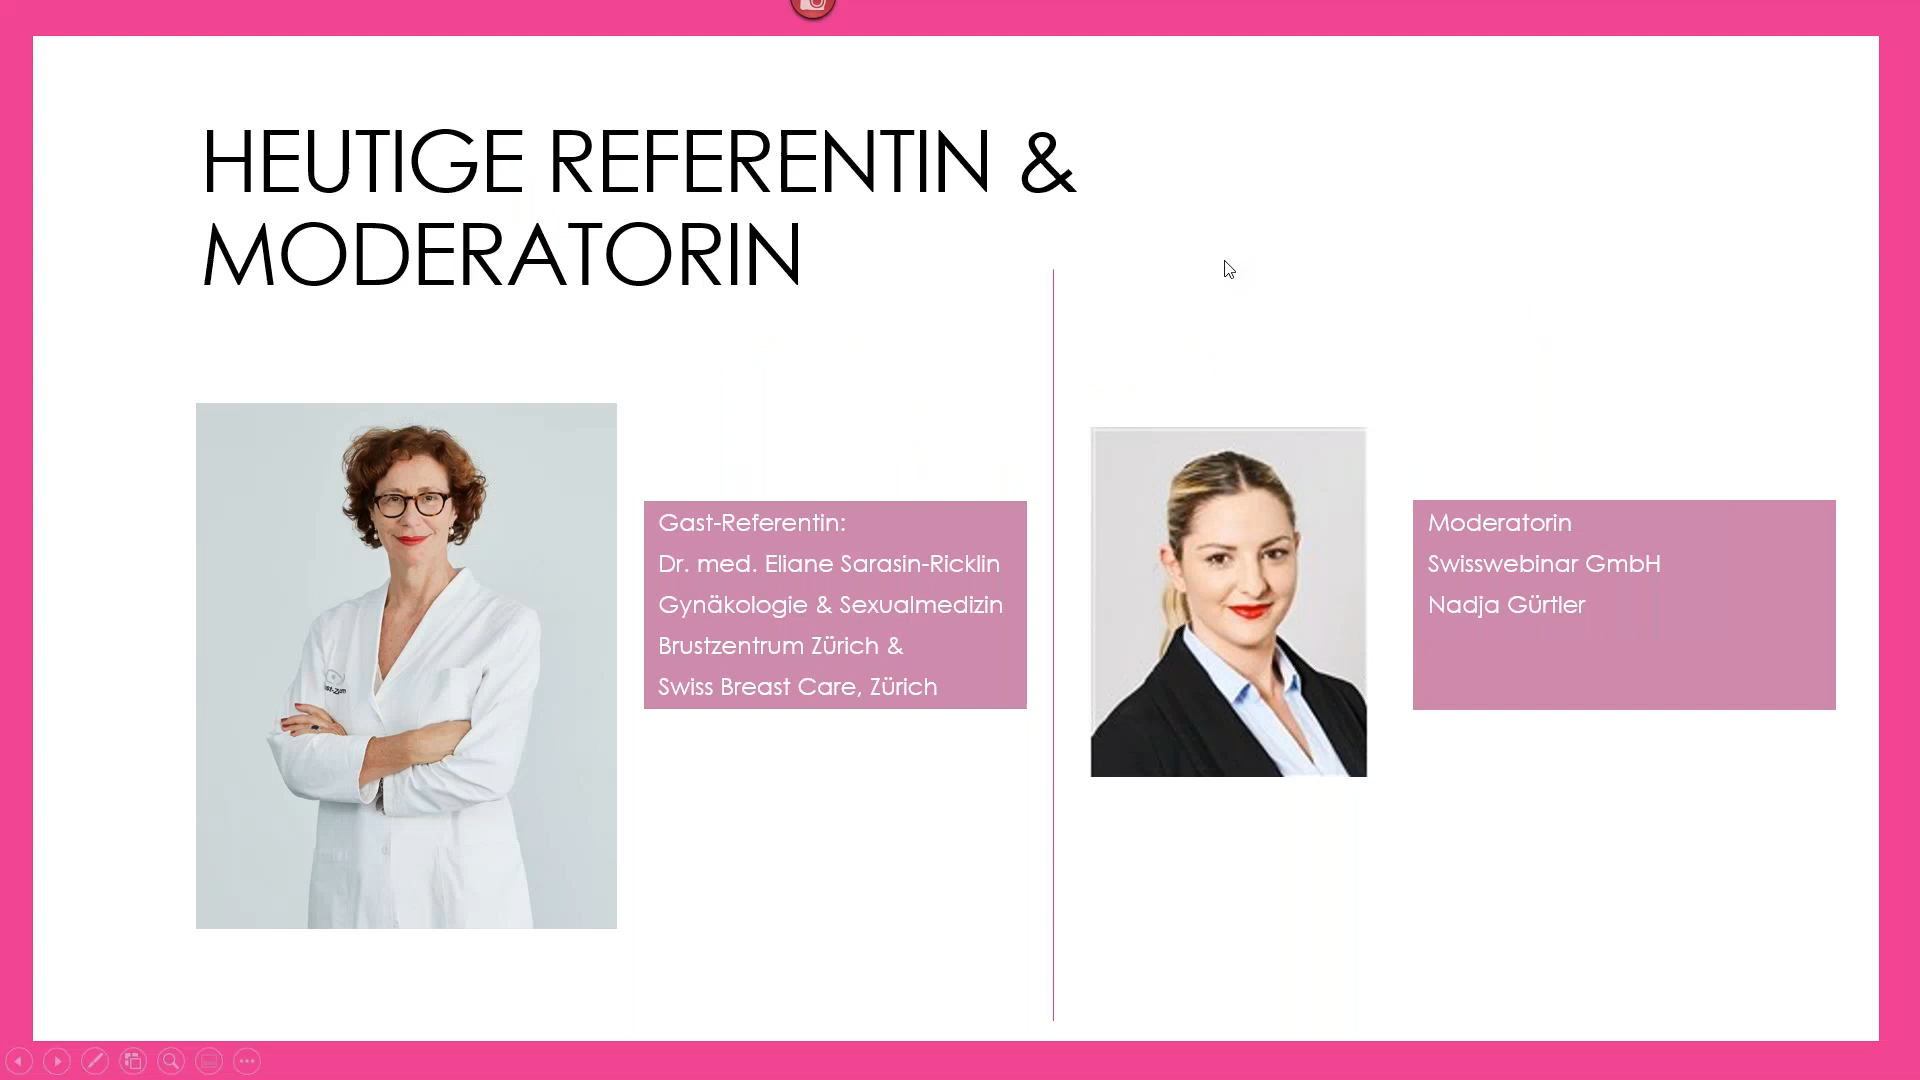 HEUTIGE REFERENTIN &
MODERATORIN
Gast-Referentin:
Dr. med. Eliane Sarasin-Ricklin
Gynäkologie & Sexualmedizin
Brustzentrum Zürich &
Swiss Breast Care, Zürich
Moderatorin
Swisswebinar GmbH
Nadja Gürtler